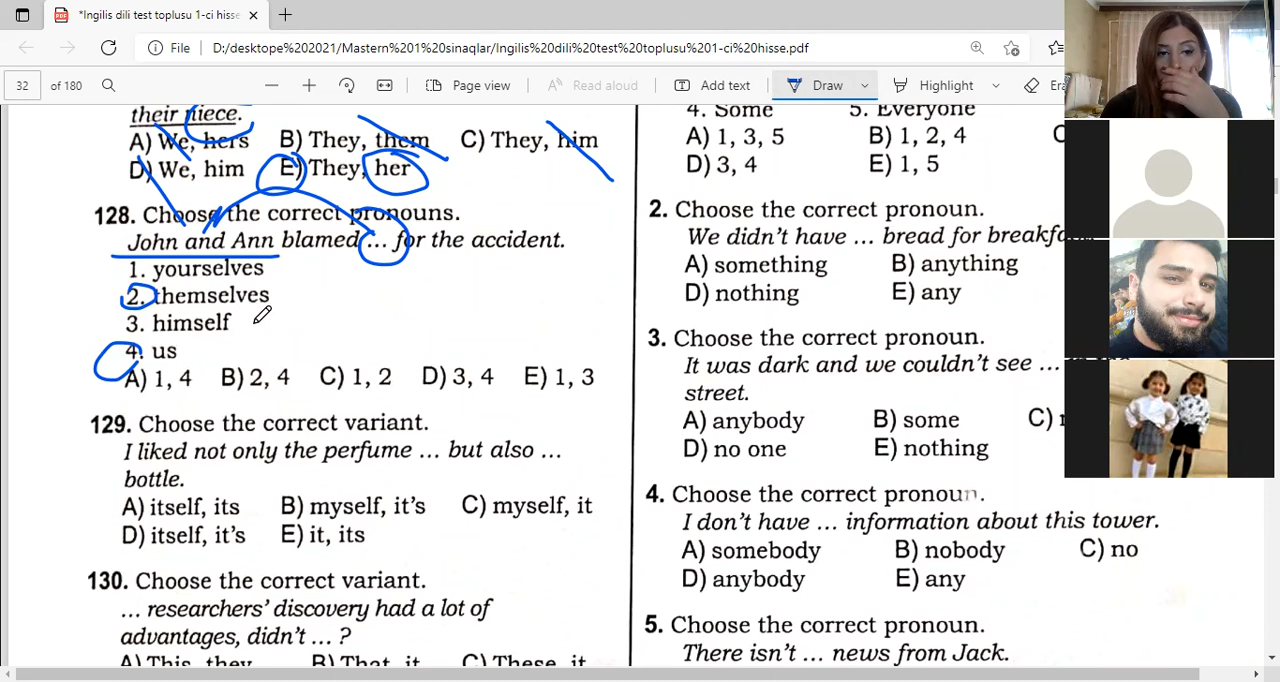 *Ingilis dili test toplusu 1-ci hisse
File D:/desktope%202021/Mastern%201%20sinaqlar/Ingilis%20dili%20test%20toplusu%201-ci%20hisse.pdf
32 of 180 Page view Read aloud Add text Draw Highlight
their niece.
A) We, hers B) They, them C) They, him
D) We, him E) They, her
128. Choose the correct pronouns.
John and Ann blamed ... for the accident.
1. yourselves
2. themselves
3. himself
4. us
A) 1, 4 B) 2, 4 C) 1, 2 D) 3, 4 E) 1, 3
129. Choose the correct variant.
I liked not only the perfume ... but also ...
bottle.
A) itself, its B) myself, it's C) myself, it
D) itself, it's E) it, its
130. Choose the correct variant.
... researchers' discovery had a lot of
advantages, didn't ... ?
A) This, they B) That, it C) These, it
4. Some 5. Everyone
A) 1, 3, 5 B) 1, 2, 4
D) 3, 4 E) 1, 5
2. Choose the correct pronoun.
We didn't have ... bread for
A) something B) anything
D) nothing E) any
3. Choose the correct pronoun.
It was dark and we couldn't see ...
street.
A) anybody B) some C)
D) no one E) nothing
4. Choose the correct pronoun.
I don't have ... information about this tower.
A) somebody B) nobody C) no
D) anybody E) any
5. Choose the correct pronoun.
There isn't ... news from Jack.